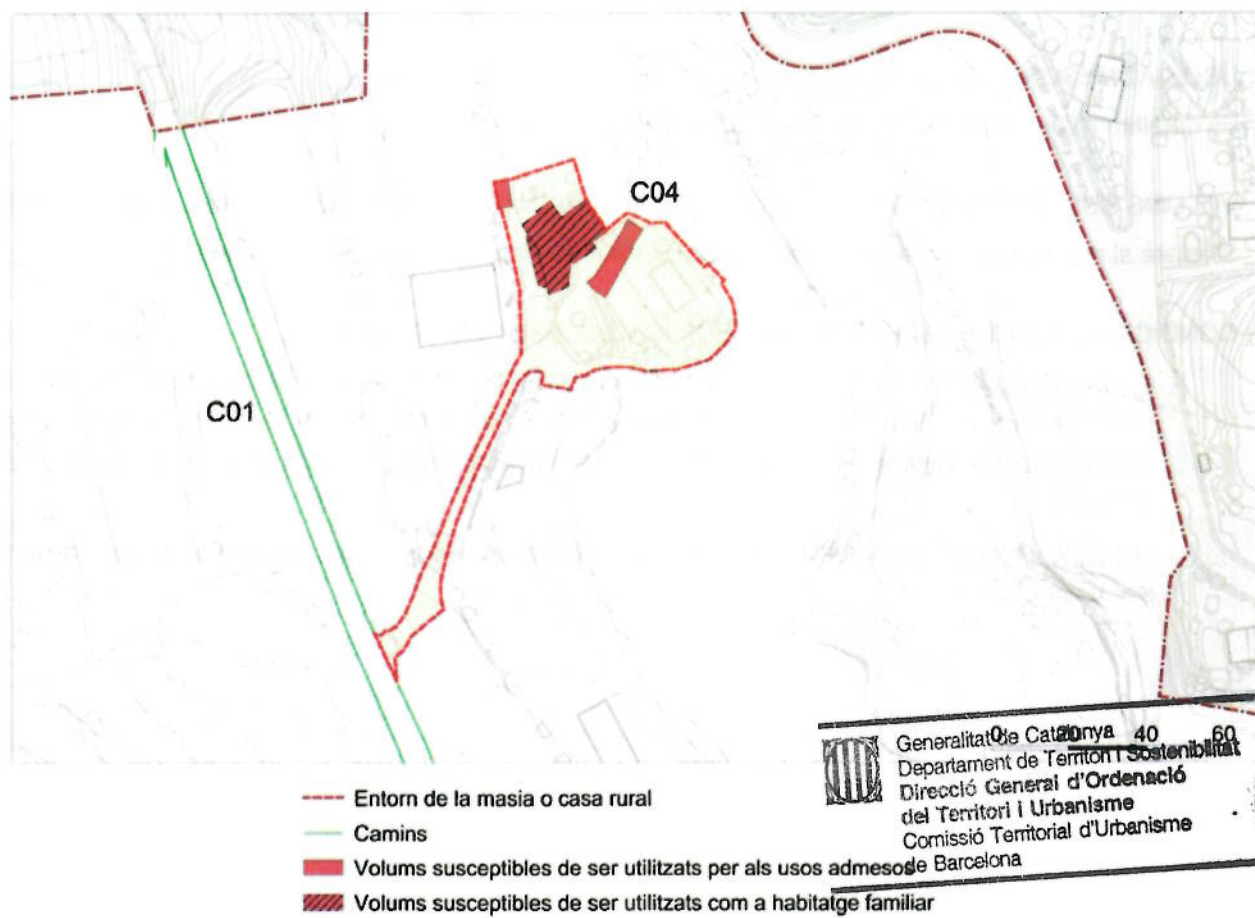 C04
C01
0 20 40 60
Generalitat de Catalunya
Departament de Territori i Sostenibilitat
Direcció General d'Ordenació
del Territori i Urbanisme
Comissió Territorial d'Urbanisme
de Barcelona
Entorn de la masia o casa rural
Camins
Volums susceptibles de ser utilitzats per als usos admesos
Volums susceptibles de ser utilitzats com a habitatge familiar